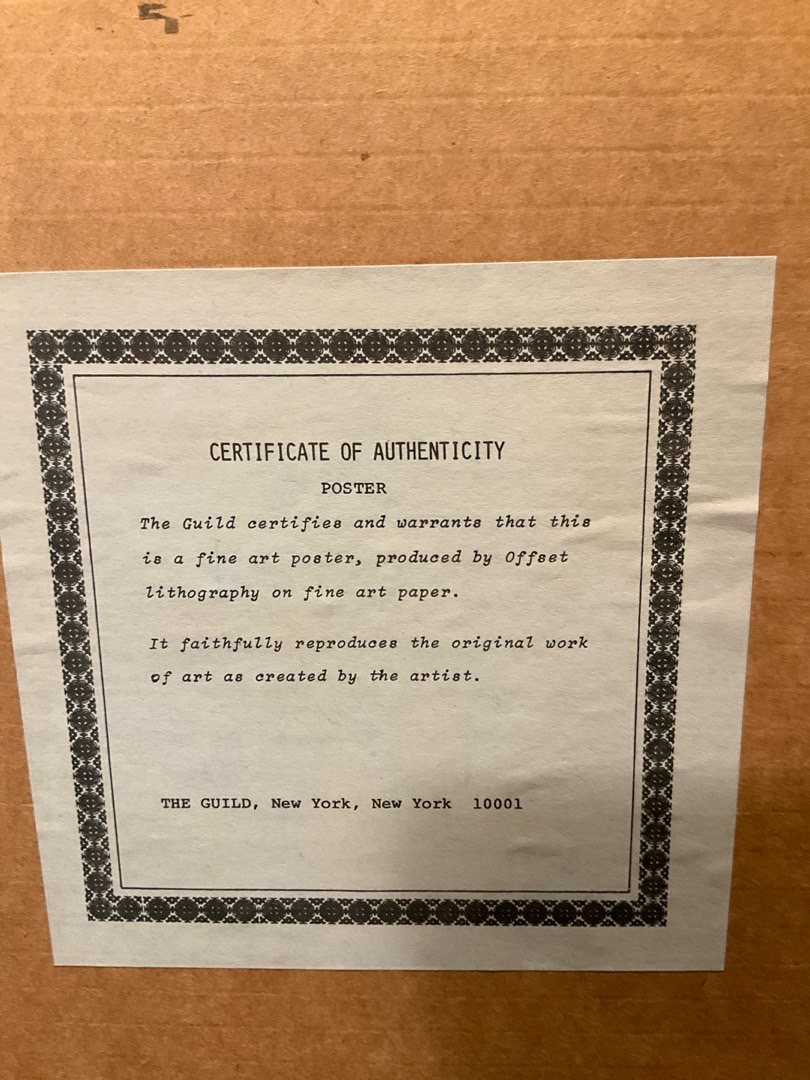 CERTIFICATE OF AUTHENTICITY
POSTER
The Guild certifies and warrants that this
is a fine art poster, produced by Offset
lithography on fine art paper.
It faithfully reproduces the original work
of art as created by the artist.
THE GUILD, New York, New York 10001